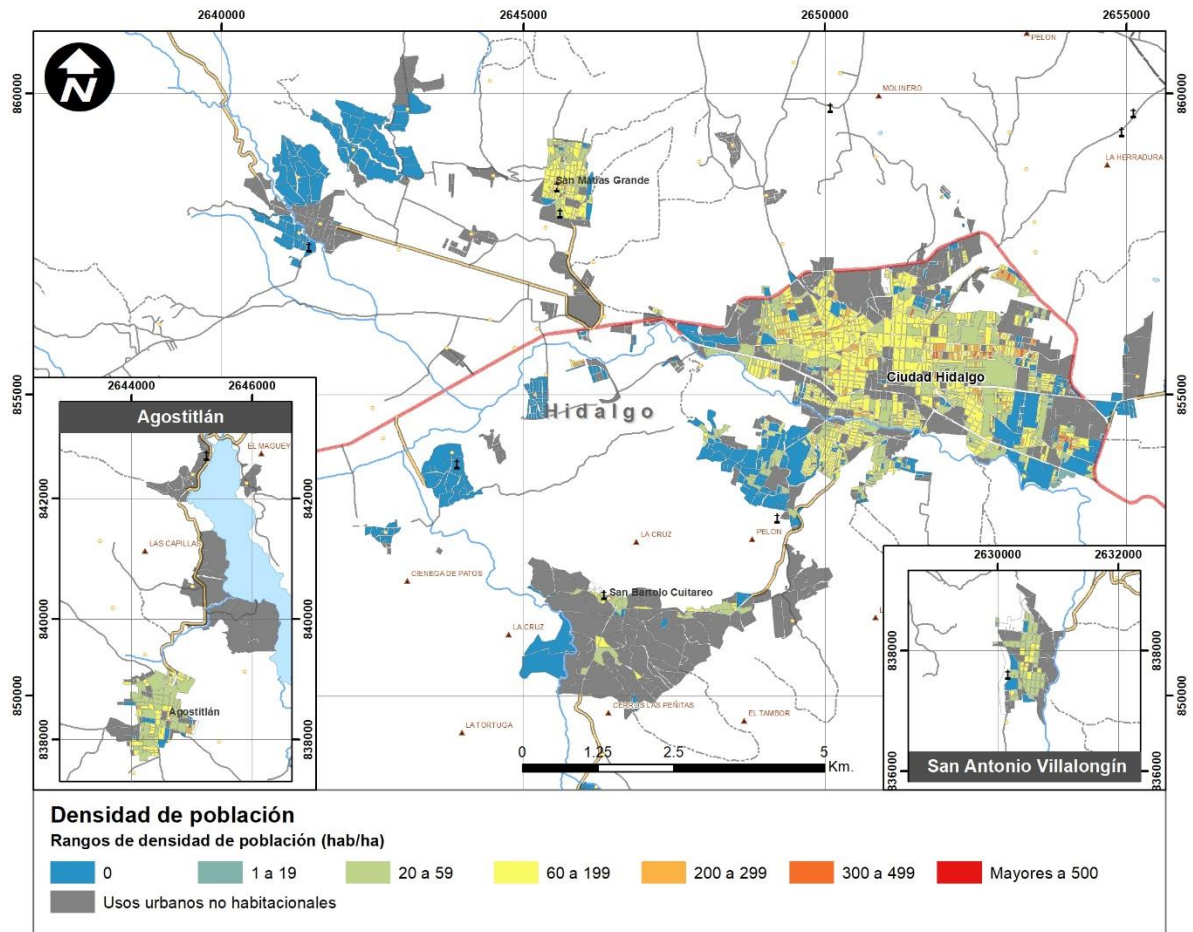 2640000 2645000 2650000 2655000
PELON
N
860000 860000
MOLINERO
LA HERRADURA
San Matías Grande
Ciudad Hidalgo
855000 855000
Hidalgo
2644000 2646000
Agostitlán
EL MAGUEY
842000
LAS CAPILLAS
840000
850000
Agostitlán
838000
LA CRUZ
PELON
CIENEGA DE PATOS
San Bartolo Cuitareo
LA CRUZ
CERROS LAS PEÑITAS
LA TORTUGA
EL TAMBOR
0 1.25 2.5 5
Km.
2630000 2632000
838000
850000
836000
San Antonio Villalongín
Densidad de población
Rangos de densidad de población (hab/ha)
0 1 a 19 20 a 59 60 a 199 200 a 299 300 a 499 Mayores a 500
Usos urbanos no habitacionales